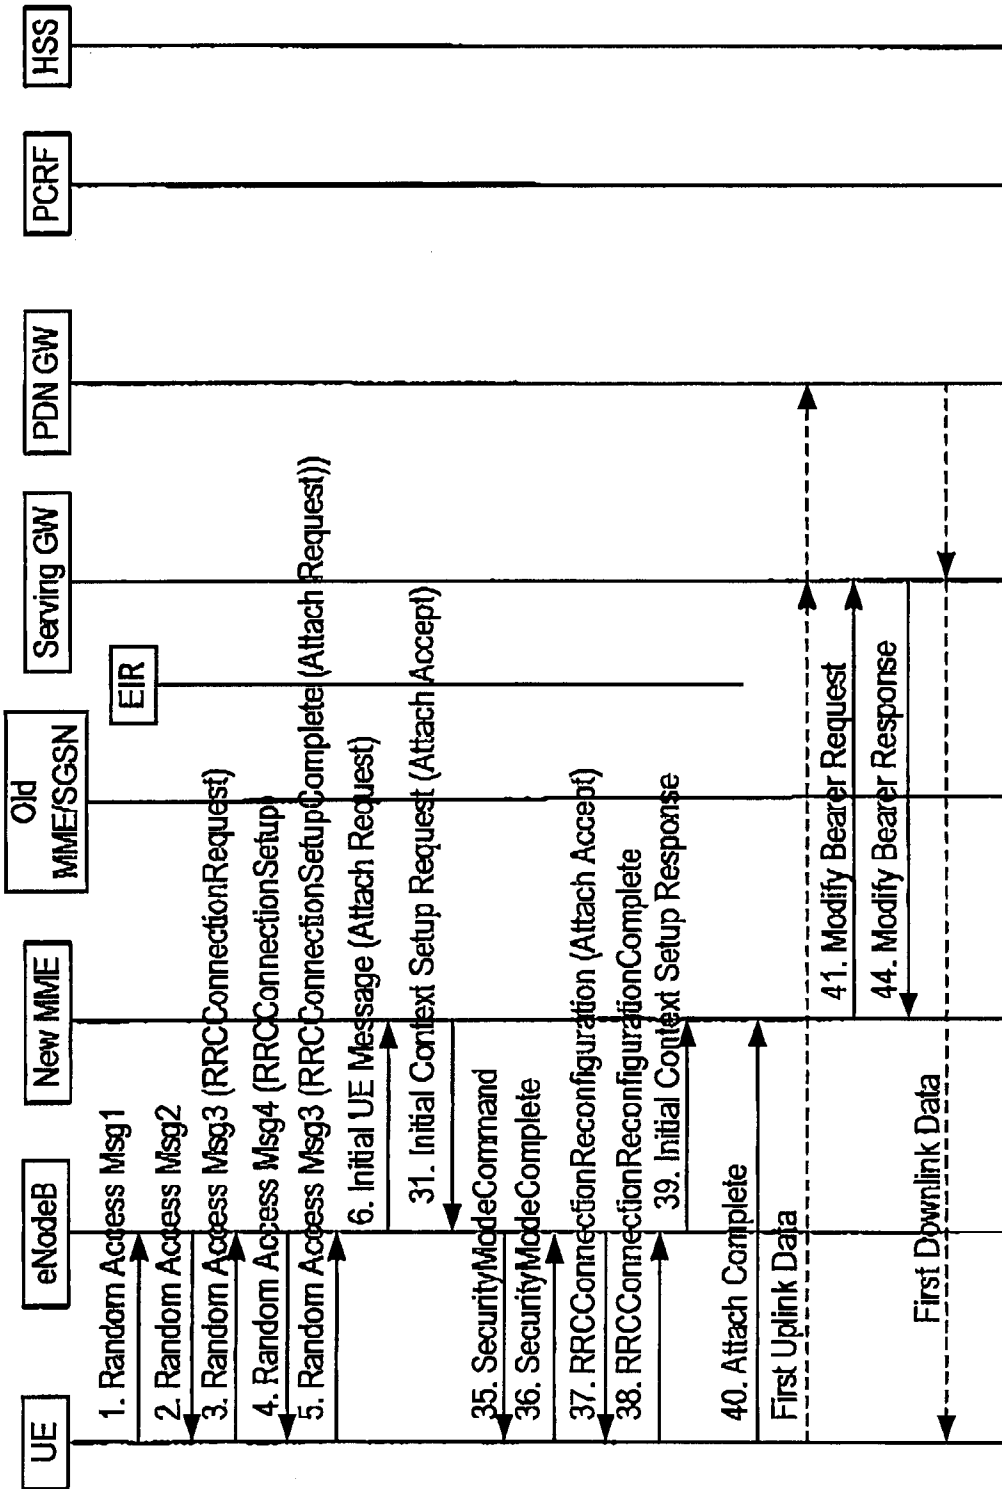 UE
eNodeB
New MME
Old
MME/SGSN
EIR
Serving GW
PDN GW
PCRF
HSS
1. Random Access Msg1
2. Random Access Msg2
3. Random Access Msg3 (RRCConnectionRequest)
4. Random Access Msg4 (RRCConnectionSetup)
5. Random Access Msg3 (RRCConnectionSetupComplete (Attach Request))
6. Initial UE Message (Attach Request)
31. Initial Context Setup Request (Attach Accept)
35. SecurityModeCommand
36. SecurityModeComplete
37. RRCConnectionReconfiguration (Attach Accept)
38. RRCConnectionReconfigurationComplete
39. Initial Context Setup Response
40. Attach Complete
First Uplink Data
41. Modify Bearer Request
44. Modify Bearer Response
First Downlink Data